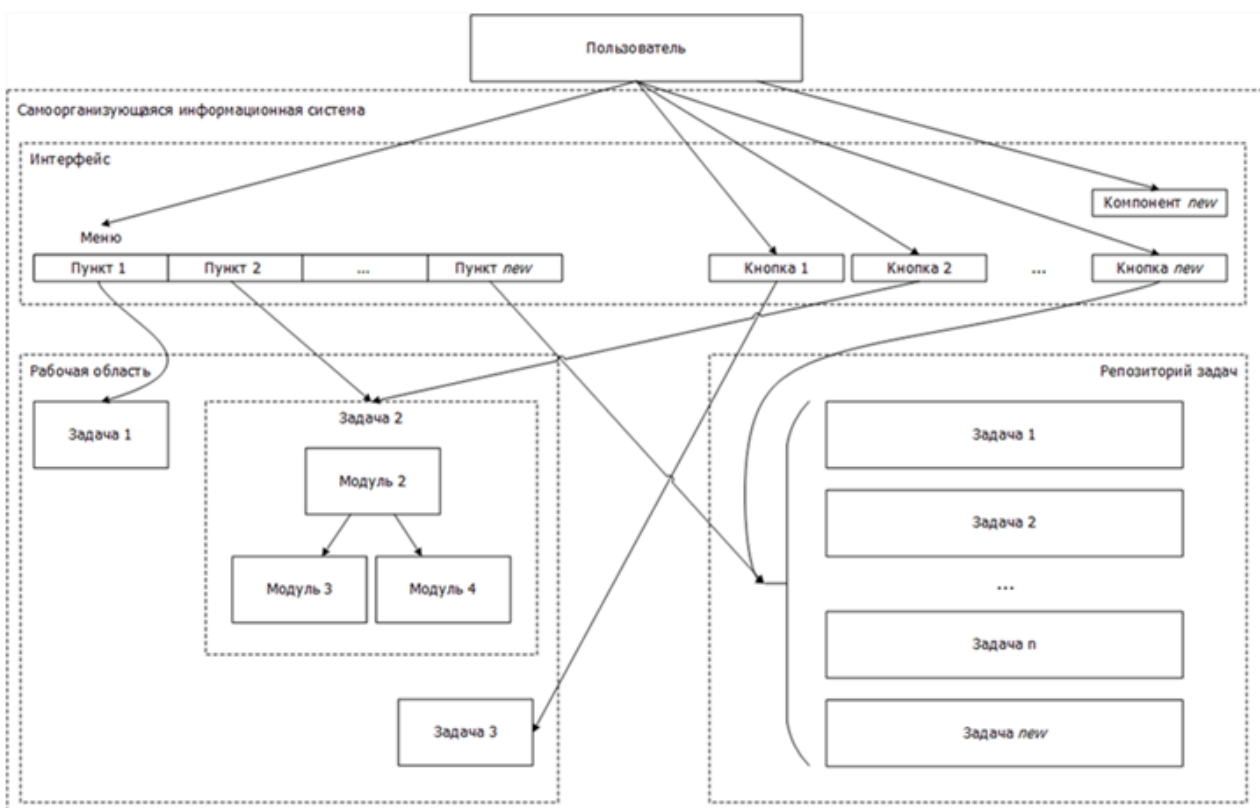 Пользователь
Самоорганизующаяся информационная система
Интерфейс
Компонент new
Меню
Пункт 1
Пункт 2
...
Пункт new
Кнопка 1
Кнопка 2
...
Кнопка new
Рабочая область
Задача 1
Задача 2
Модуль 2
Модуль 3
Модуль 4
Задача 3
Репозиторий задач
Задача 1
Задача 2
...
Задача n
Задача new